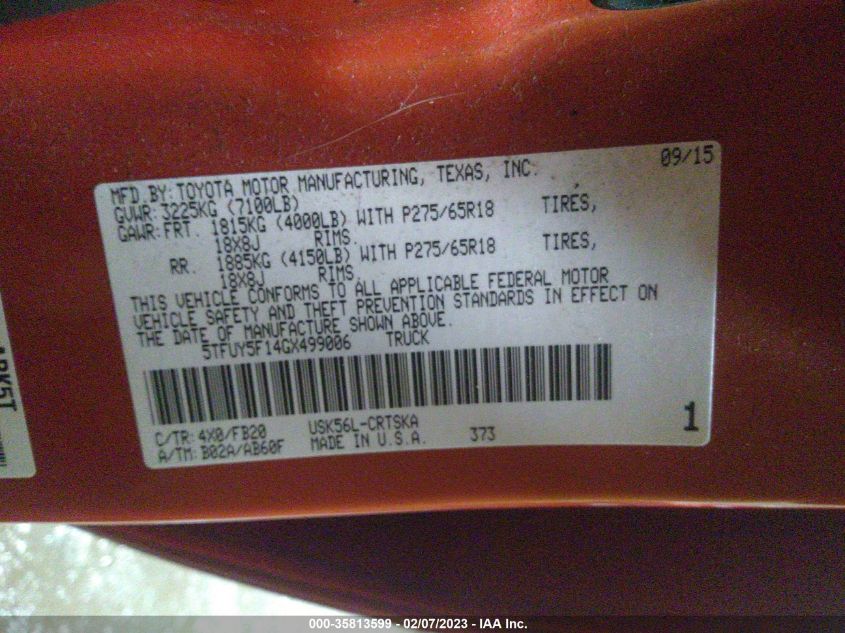 09/15
MFD BY: TOYOTA MOTOR MANUFACTURING, TEXAS, INC.
GVWR: 3225KG (7100LB)
GAWR: FRT. 1815KG (4000LB) WITH P275/65R18 TIRES,
18X8J RIMS.
RR. 1885KG (4150LB) WITH P275/65R18 TIRES,
18X8J RIMS
THIS VEHICLE CONFORMS TO ALL APPLICABLE FEDERAL MOTOR
VEHICLE SAFETY AND THEFT PREVENTION STANDARDS IN EFFECT ON
THE DATE OF MANUFACTURE SHOWN ABOVE.
5TFUY5F14GX499006 TRUCK
C/TR: 4X0/FB20 USK56L-CRTSKA
A/TM: B02A/AB60F MADE IN U.S.A. 373
1
000-35813599 - 02/07/2023 - IAA Inc.